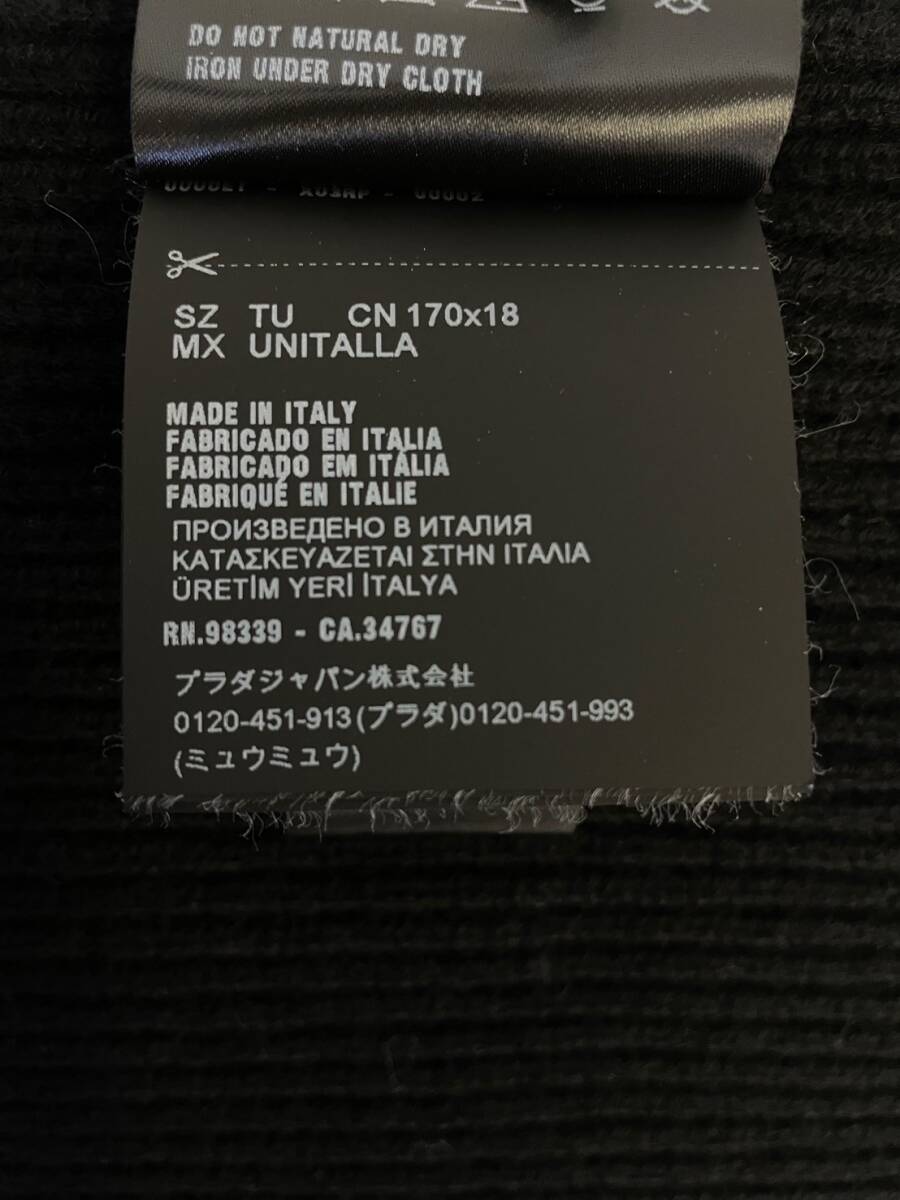 DO NOT NATURAL DRY
IRON UNDER DRY CLOTH
SZ TU CN 170x18
MX UNITALLA
MADE IN ITALY
FABRICADO EN ITALIA
FABRICADO EM ITÁLIA
FABRIQUÉ EN ITALIE
ПРОИЗВЕДЕНО В ИТАЛИЯ
ΚΑΤΑΣΚΕΥΑΖΕΤΑΙ ΣΤΗΝ ΙΤΑΛΙΑ
ÜRETİM YERİ İTALYA
RN.98339 - CA.34767
プラダジャパン株式会社
0120-451-913(プラダ)0120-451-993
(ミュウミュウ)